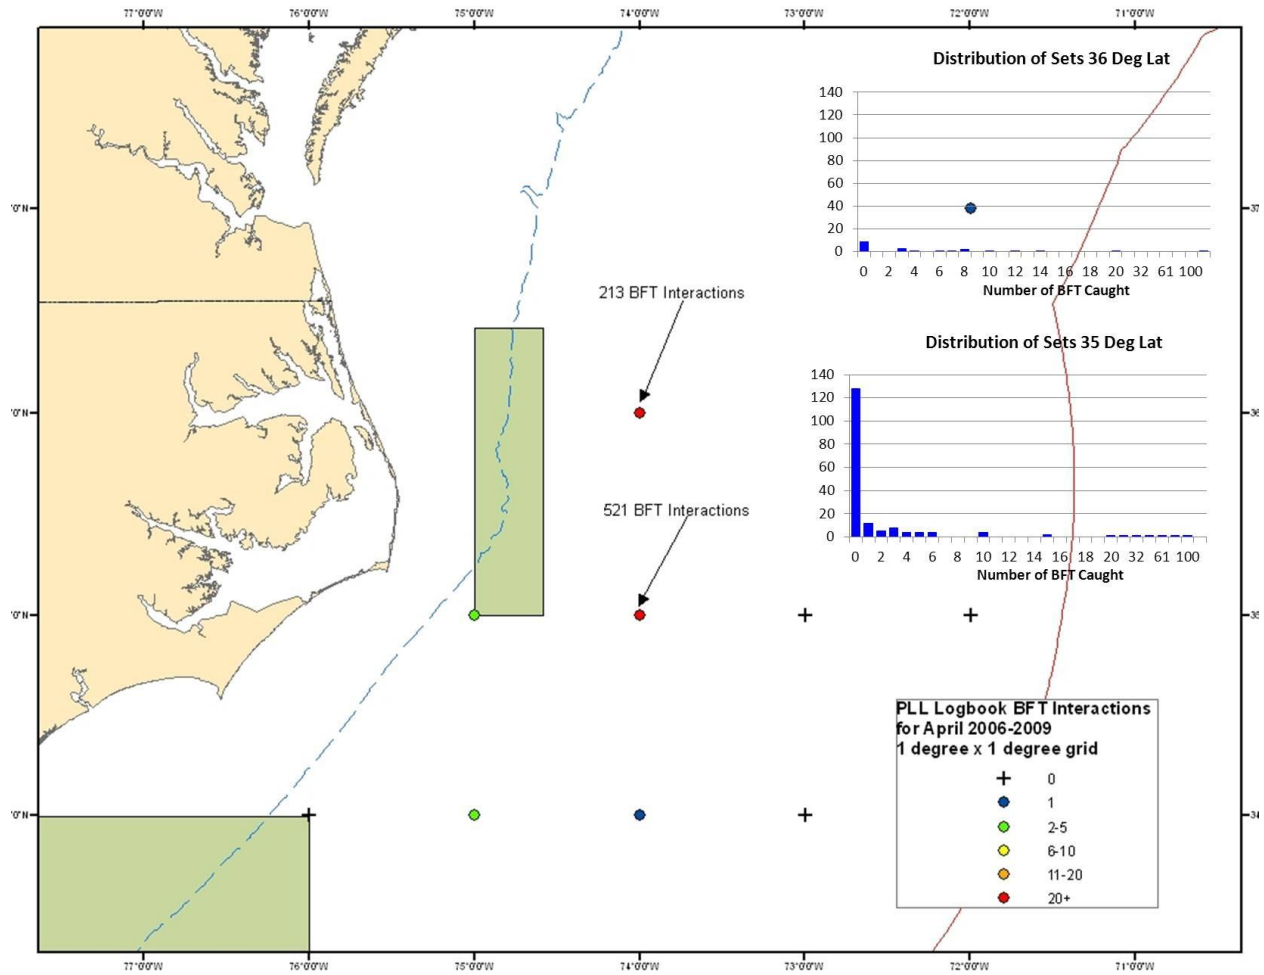 77°0'0"W 76°0'0"W 75°0'0"W 74°0'0"W 73°0'0"W 72°0'0"W 71°0'0"W
Distribution of Sets 36 Deg Lat
140
120
100
80
60
40
20
0
0 2 4 6 8 10 12 14 16 18 20 32 61 100
Number of BFT Caught
213 BFT Interactions
Distribution of Sets 35 Deg Lat
140
120
100
80
60
40
20
0
0 2 4 6 8 10 12 14 16 18 20 32 61 100
Number of BFT Caught
521 BFT Interactions
PLL Logbook BFT Interactions
for April 2006-2009
1 degree x 1 degree grid
0
1
2-5
6-10
11-20
20+
77°0'0"W 76°0'0"W 75°0'0"W 74°0'0"W 73°0'0"W 72°0'0"W 71°0'0"W